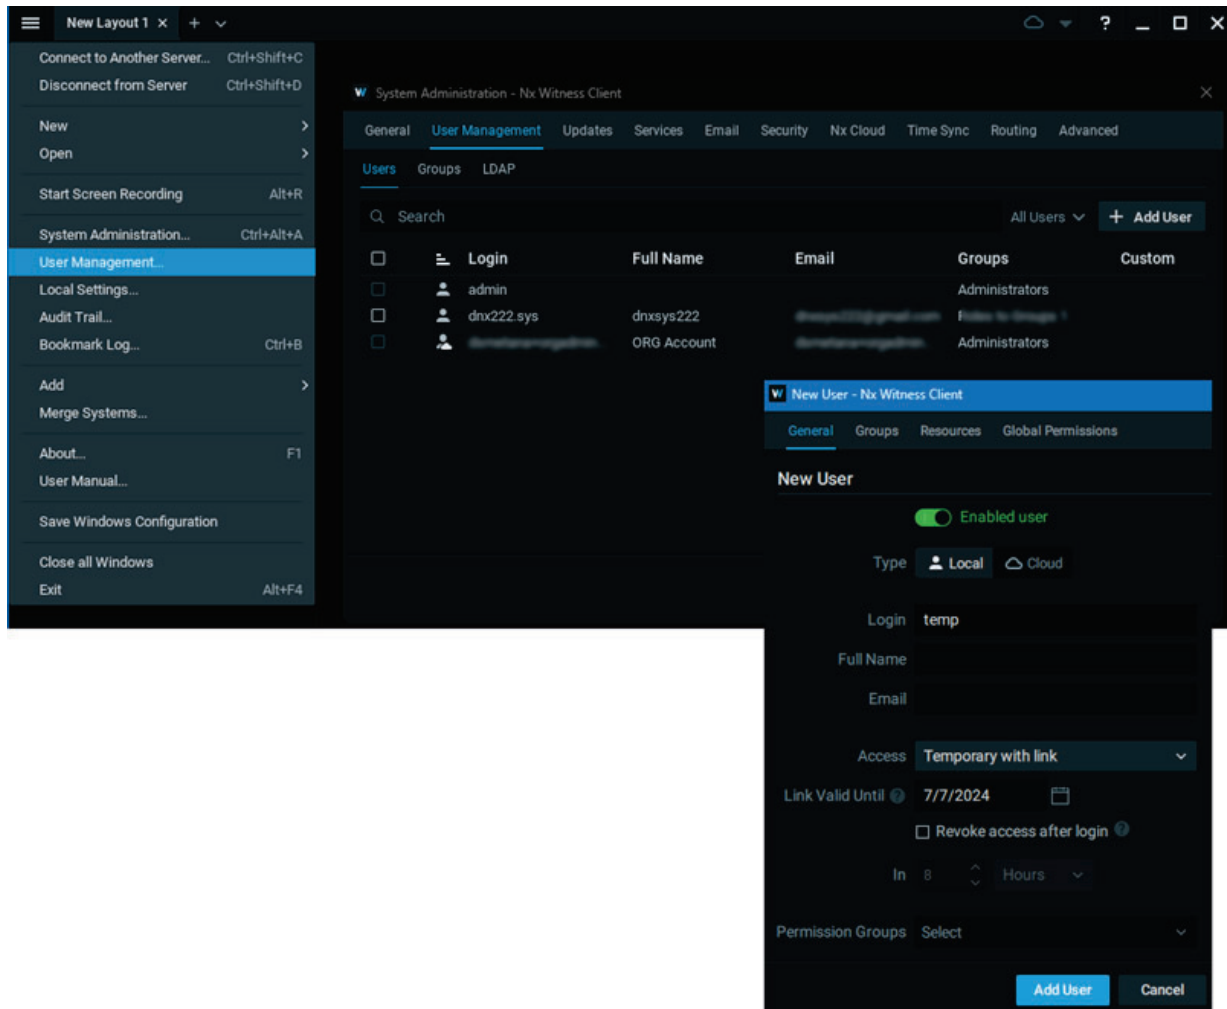 New Layout 1
Connect to Another Server... Ctrl+Shift+C
Disconnect from Server Ctrl+Shift+D
New
Open
Start Screen Recording Alt+R
System Administration... Ctrl+Alt+A
User Management...
Local Settings...
Audit Trail...
Bookmark Log... Ctrl+B
Add
Merge Systems...
About... F1
User Manual...
Save Windows Configuration
Close all Windows
Exit Alt+F4
System Administration - Nx Witness Client
General User Management Updates Services Email Security Nx Cloud Time Sync Routing Advanced
Users Groups LDAP
Search All Users + Add User
Login Full Name Email Groups Custom
admin Administrators
dnx222.sys dnxsys222
ORG Account Administrators
New User - Nx Witness Client
General Groups Resources Global Permissions
New User
Enabled user
Type Local Cloud
Login temp
Full Name
Email
Access Temporary with link
Link Valid Until 7/7/2024
Revoke access after login
In 8 Hours
Permission Groups Select
Add User Cancel